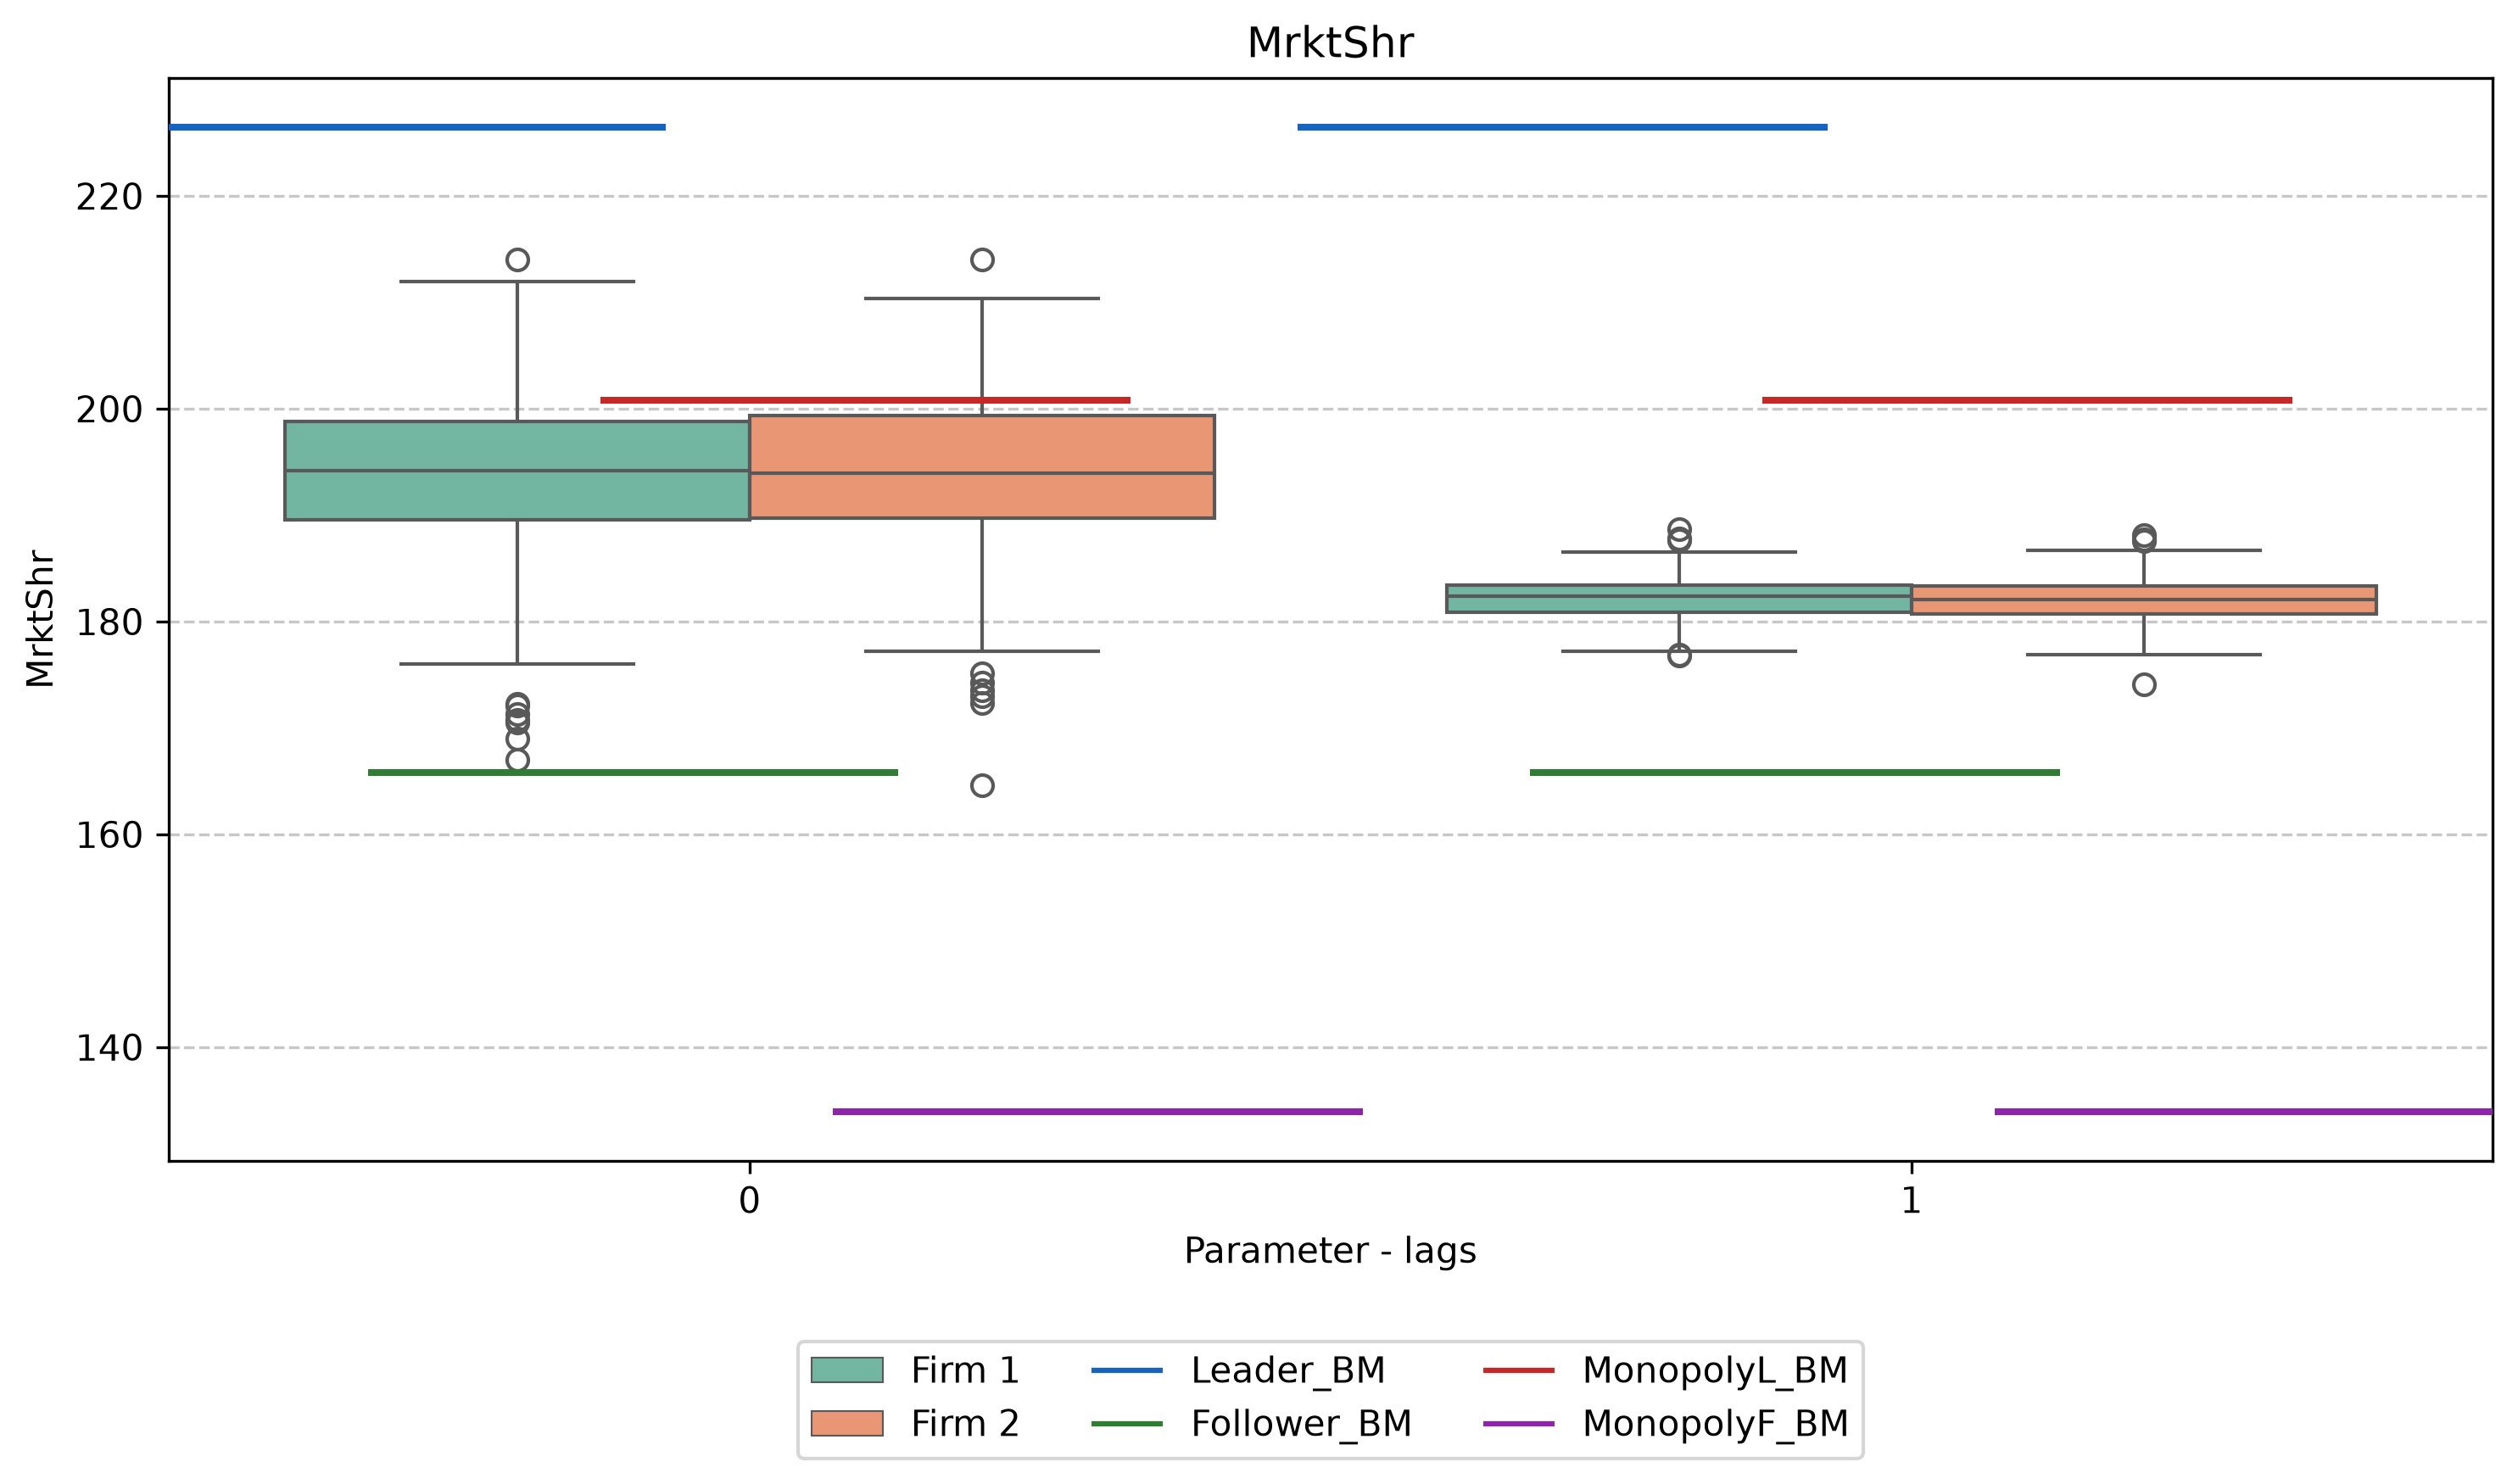 MrktShr
220
200
180
160
140
MrktShr
0
1
Parameter - lags
Firm 1
Firm 2
Leader_BM
Follower_BM
MonopolyL_BM
MonopolyF_BM